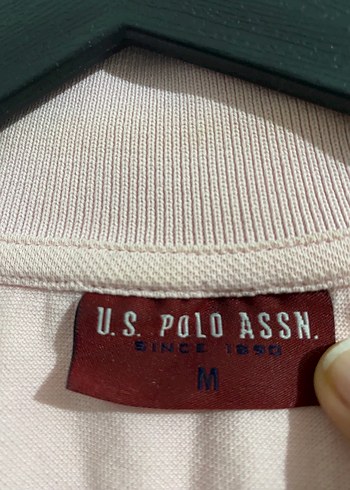 U.S. POLO ASSN.
SINCE 1890
M